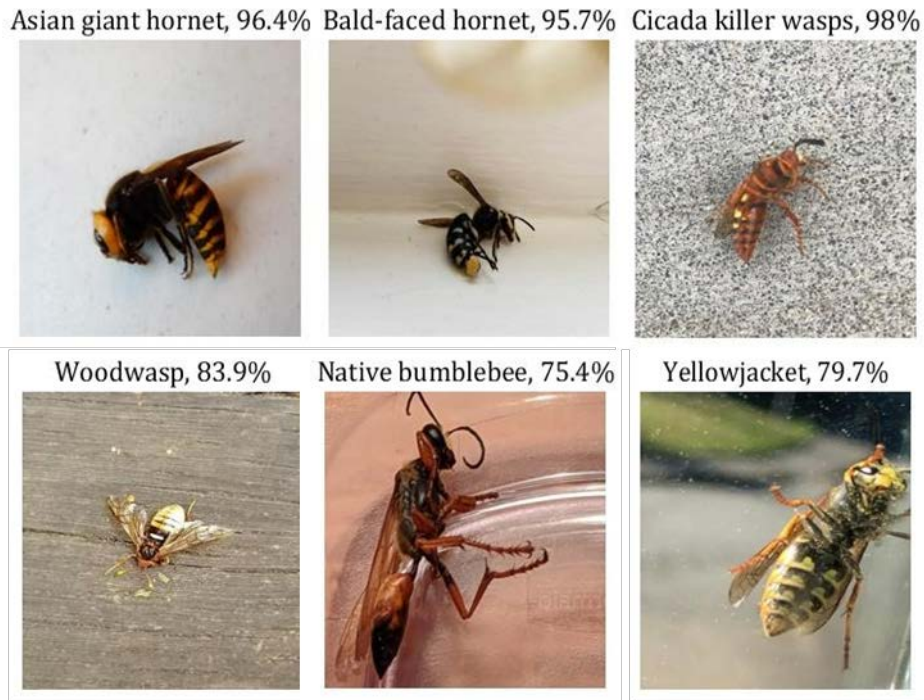 Asian giant hornet, 96.4%
Bald-faced hornet, 95.7%
Cicada killer wasps, 98%
Woodwasp, 83.9%
Native bumblebee, 75.4%
Yellowjacket, 79.7%